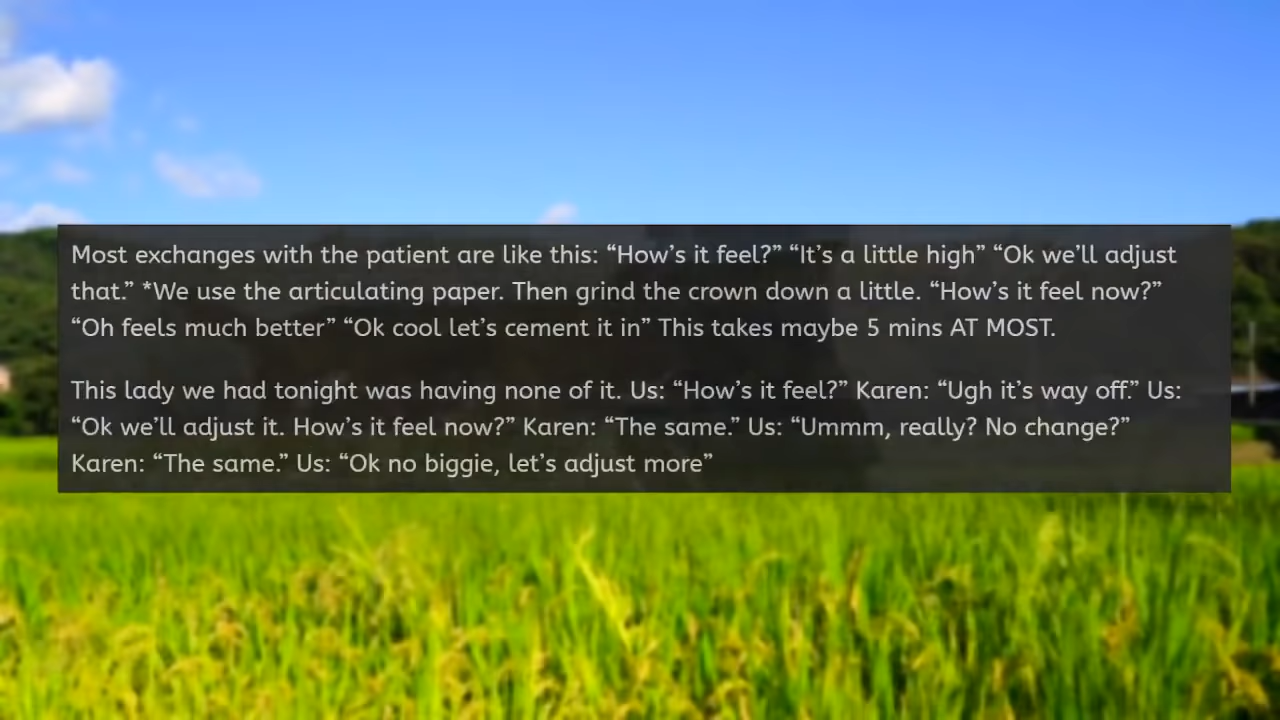 Most exchanges with the patient are like this: “How’s it feel?” “It’s a little high” “Ok we’ll adjust
that.” *We use the articulating paper. Then grind the crown down a little. “How’s it feel now?”
“Oh feels much better” “Ok cool let’s cement it in” This takes maybe 5 mins AT MOST.
This lady we had tonight was having none of it. Us: “How’s it feel?” Karen: “Ugh it’s way off.” Us:
“Ok we’ll adjust it. How’s it feel now?” Karen: “The same.” Us: “Ummm, really? No change?”
Karen: “The same.” Us: “Ok no biggie, let’s adjust more”